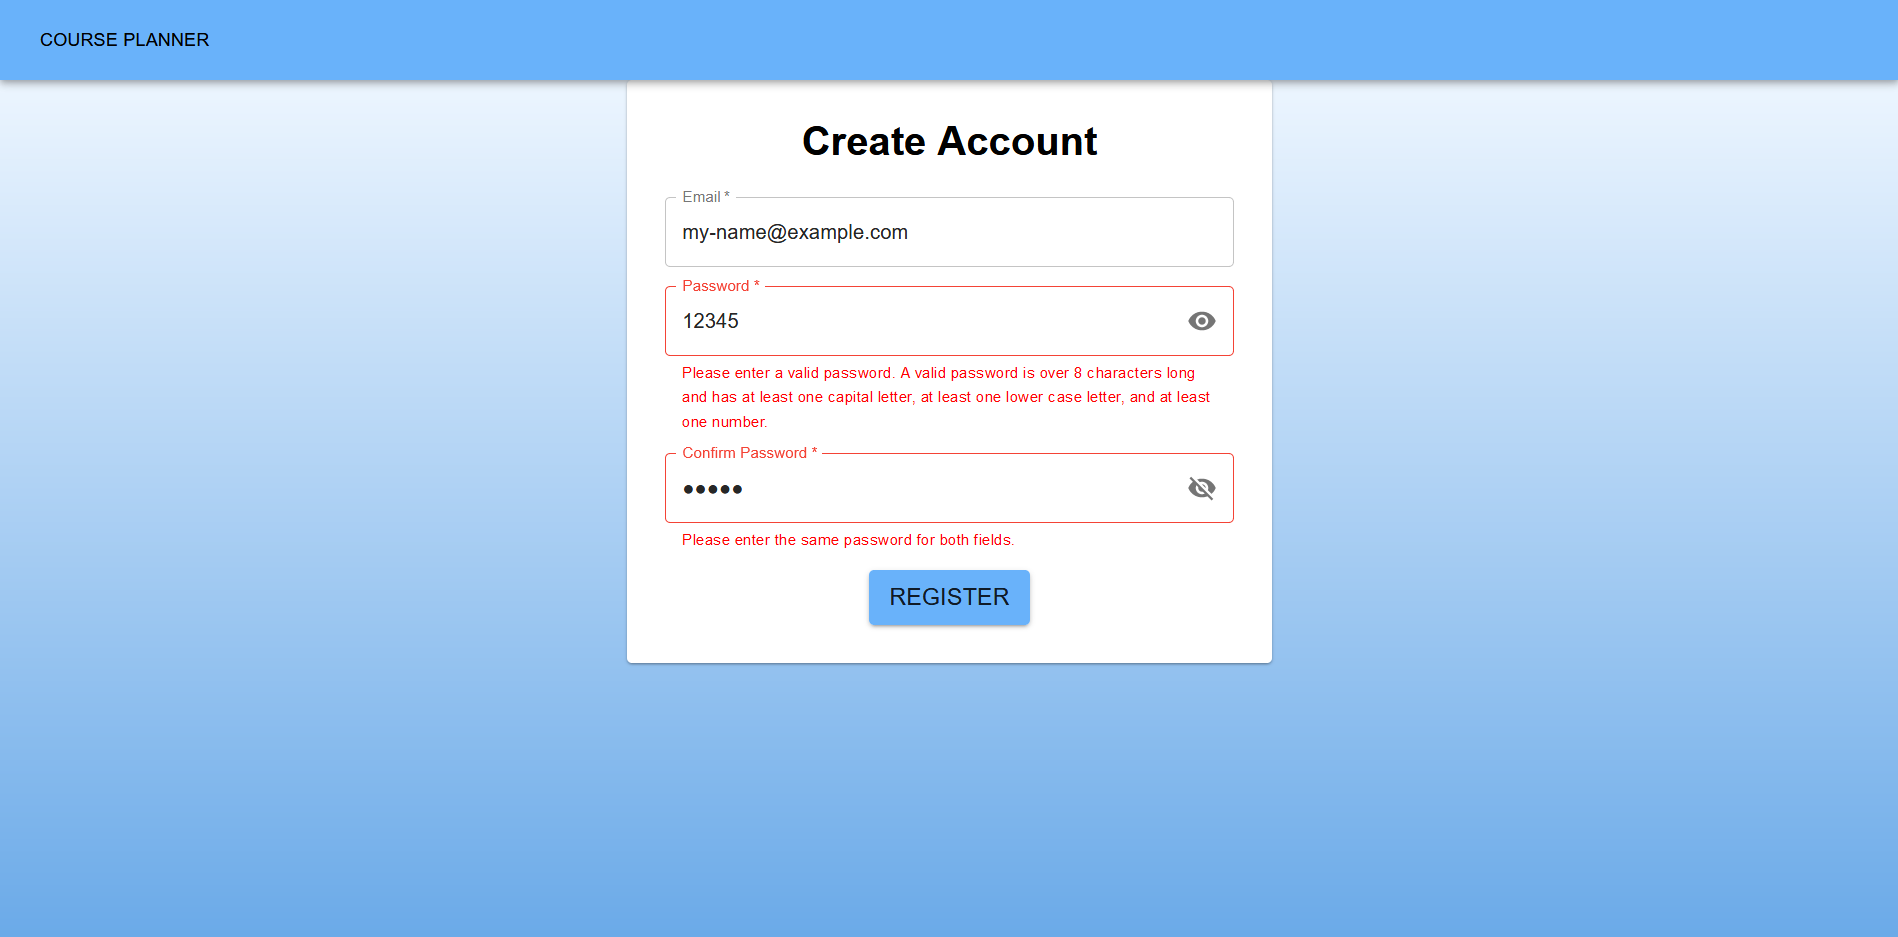 COURSE PLANNER
Create Account
Email *
my-name@example.com
Password *
12345
Please enter a valid password. A valid password is over 8 characters long
and has at least one capital letter, at least one lower case letter, and at least
one number.
Confirm Password *
•••••
Please enter the same password for both fields.
REGISTER